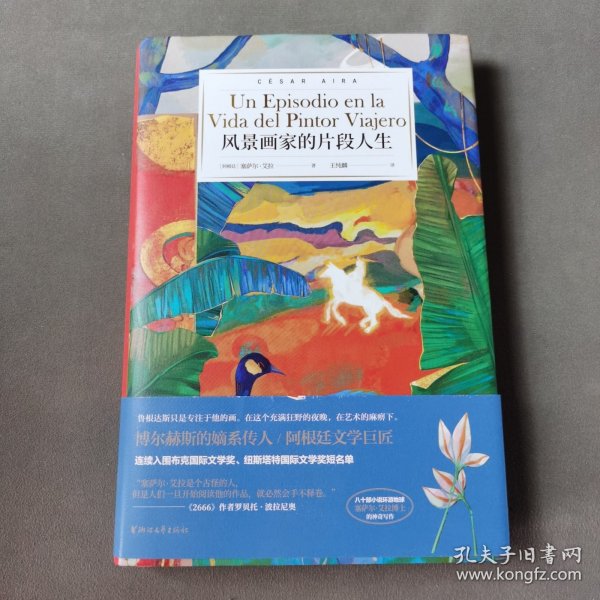 CÉSAR AIRA
Un Episodio en la
Vida del Pintor Viajero
风景画家的片段人生
[阿根廷] 塞萨尔·艾拉 著 王纯麟 译
鲁根达斯只是专注于他的画。在这个充满狂野的夜晚,在艺术的麻痹下。
博尔赫斯的嫡系传人/阿根廷文学巨匠
连续入围布克国际文学奖、纽斯塔特国际文学奖短名单
“塞萨尔·艾拉是个古怪的人,
但是人们一旦开始阅读他的作品,就必然会手不释卷。”
——《2666》作者罗贝托·波拉尼奥
八十部小说环游地球
塞萨尔·艾拉博士
的神奇写作
浙江文艺出版社
孔夫子旧书网
www.kongfz.com